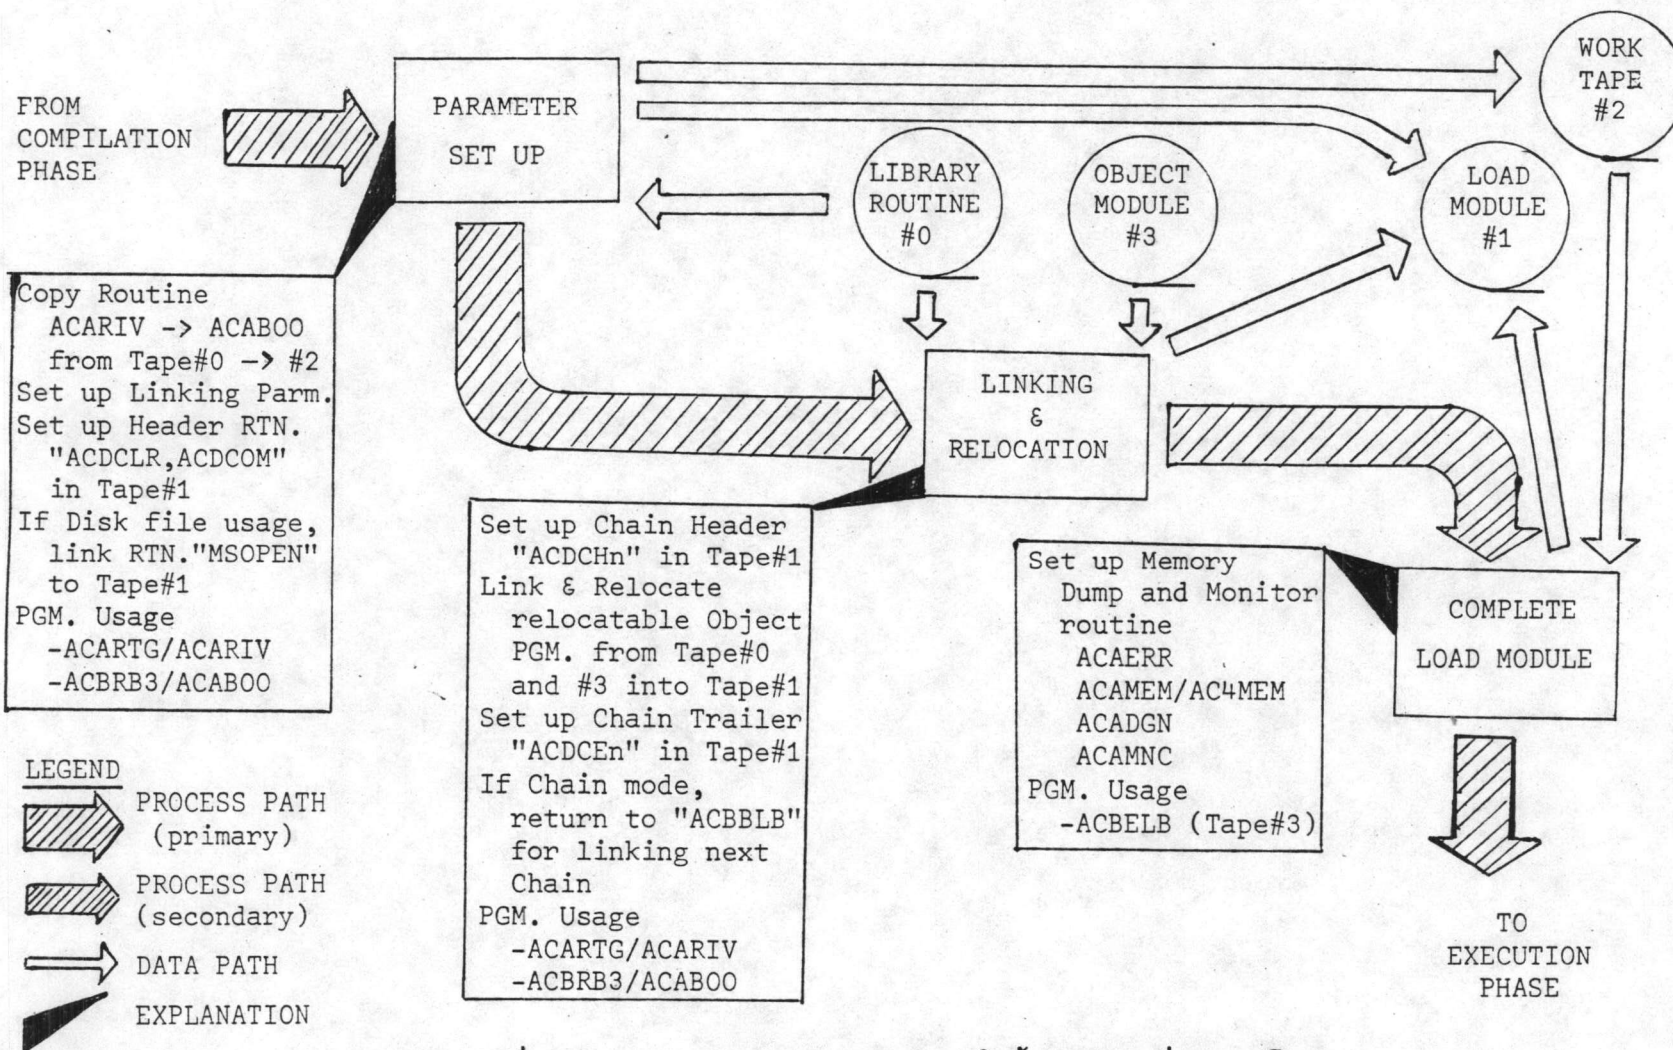 FROM
COMPILATION
PHASE
PARAMETER
SET UP
WORK
TAPE
#2
LIBRARY
ROUTINE
#0
OBJECT
MODULE
#3
LOAD
MODULE
#1
Copy Routine
ACARIV -> ACABOO
from Tape#0 -> #2
Set up Linking Parm.
Set up Header RTN.
"ACDCLR,ACDCOM"
in Tape#1
If Disk file usage,
link RTN."MSOPEN"
to Tape#1
PGM. Usage
-ACARTG/ACARIV
-ACBRB3/ACABOO
LINKING
&
RELOCATION
Set up Chain Header
"ACDCHn" in Tape#1
Link & Relocate
relocatable Object
PGM. from Tape#0
and #3 into Tape#1
Set up Chain Trailer
"ACDCEn" in Tape#1
If Chain mode,
return to "ACBBLB"
for linking next
Chain
PGM. Usage
-ACARTG/ACARIV
-ACBRB3/ACABOO
Set up Memory
Dump and Monitor
routine
ACAERR
ACAMEM/AC4MEM
ACADGN
ACAMNC
PGM. Usage
-ACBELB (Tape#3)
COMPLETE
LOAD MODULE
TO
EXECUTION
PHASE
LEGEND
PROCESS PATH
(primary)
PROCESS PATH
(secondary)
DATA PATH
EXPLANATION